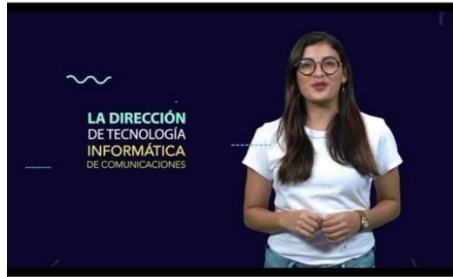 LA DIRECCIÓN
DE TECNOLOGÍA
INFORMÁTICA
DE COMUNICACIONES